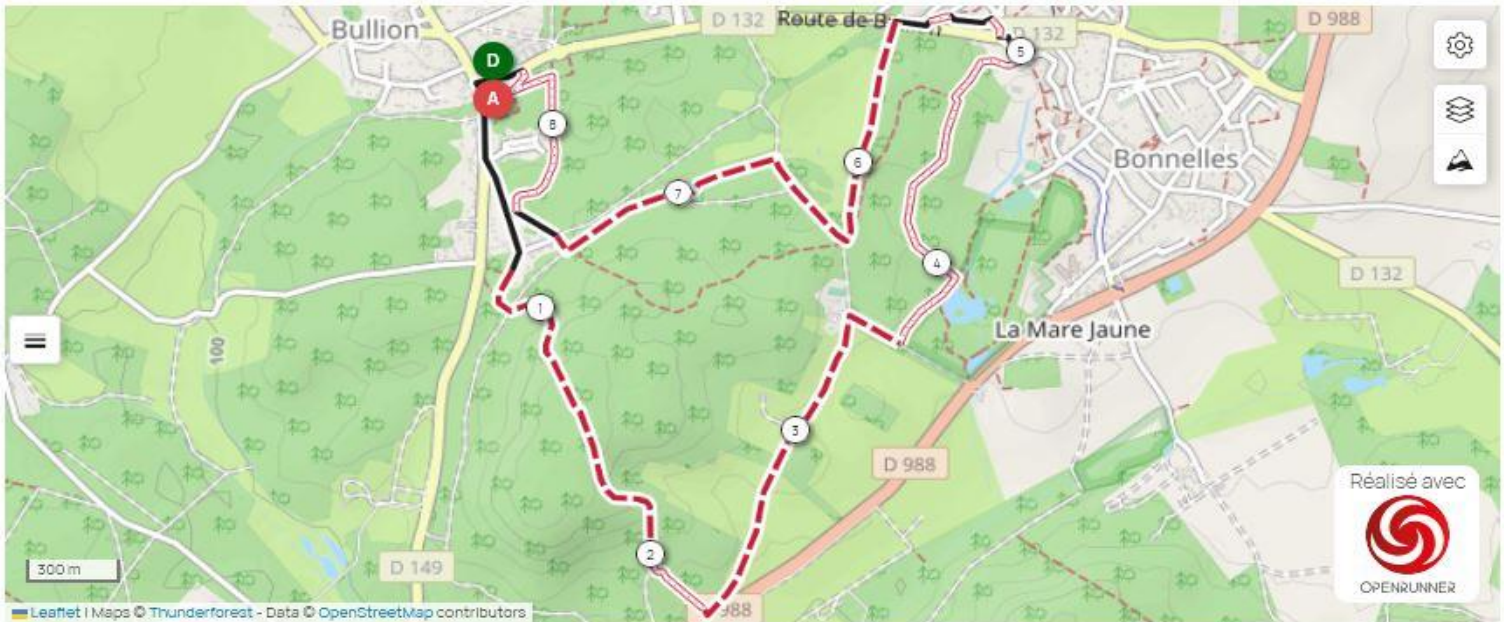 Bullion
D 132
Route de B
D 132
D 988
D
A
5
8
6
7
Bonnelles
4
D 132
1
La Mare Jaune
100
3
D 988
Réalisé avec
OPENRUNNER
2
300 m
D 149
988
Leaflet | Maps © Thunderforest - Data © OpenStreetMap contributors